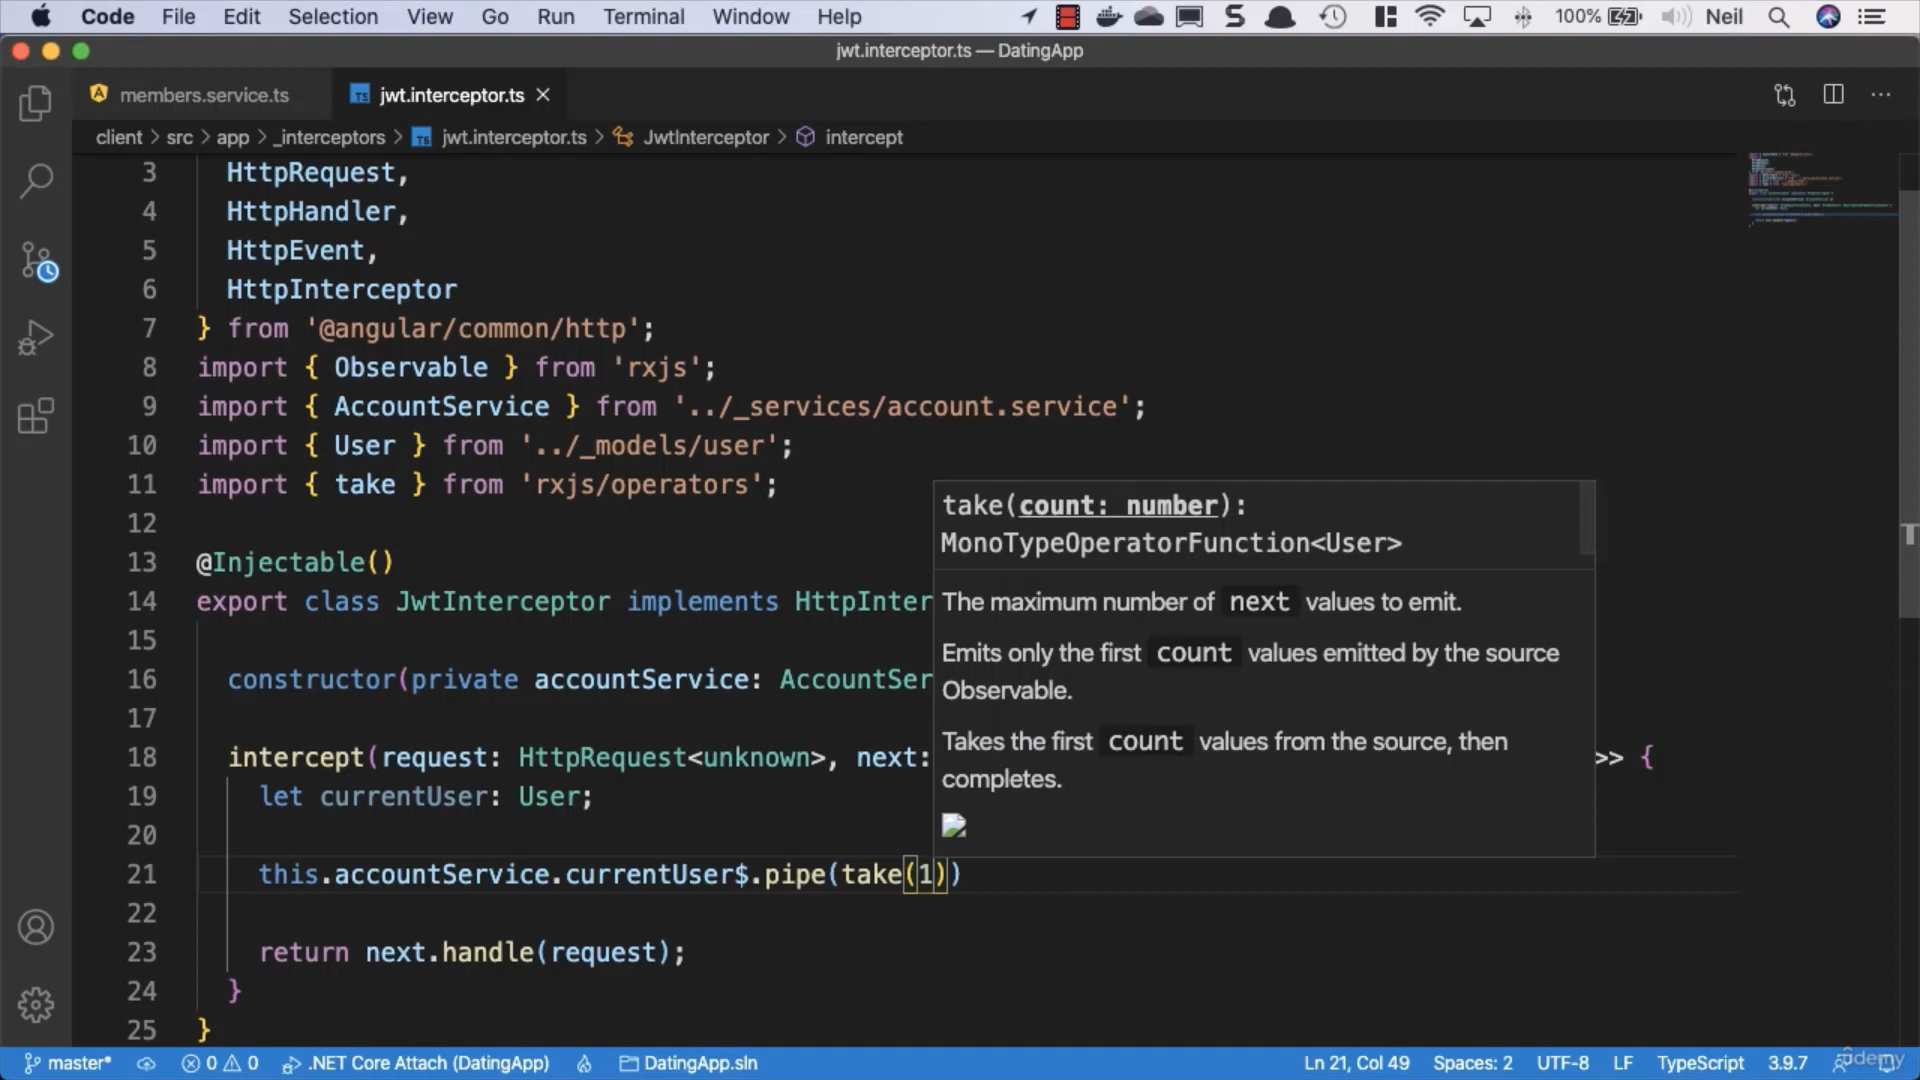 Code File Edit Selection View Go Run Terminal Window Help 100% Neil
jwt.interceptor.ts — DatingApp
members.service.ts jwt.interceptor.ts
client > src > app > _interceptors > jwt.interceptor.ts > JwtInterceptor > intercept
3 HttpRequest,
4 HttpHandler,
5 HttpEvent,
6 HttpInterceptor
7 } from '@angular/common/http';
8 import { Observable } from 'rxjs';
9 import { AccountService } from '../_services/account.service';
10 import { User } from '../_models/user';
11 import { take } from 'rxjs/operators';
12
take(count: number):
MonoTypeOperatorFunction<User>
The maximum number of next values to emit.
Emits only the first count values emitted by the source
Observable.
Takes the first count values from the source, then
completes.
13 @Injectable()
14 export class JwtInterceptor implements HttpInter
15
16 constructor(private accountService: AccountSer
17
18 intercept(request: HttpRequest<unknown>, next: >> {
19 let currentUser: User;
20
21 this.accountService.currentUser$.pipe(take(1))
22
23 return next.handle(request);
24 }
25 }
master* 0 0 .NET Core Attach (DatingApp) DatingApp.sln Ln 21, Col 49 Spaces: 2 UTF-8 LF TypeScript 3.9.7
udemy